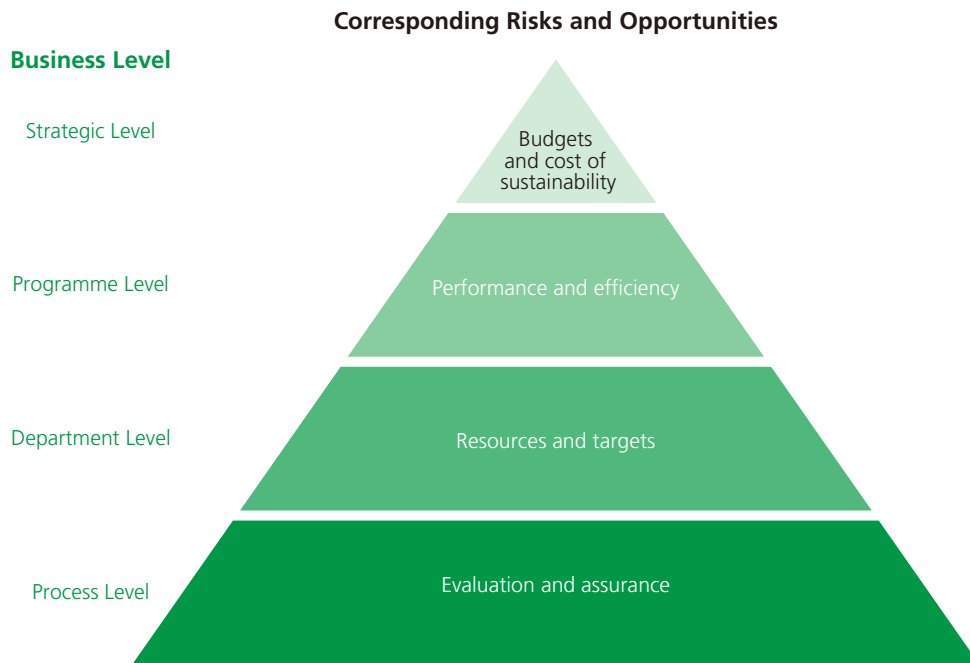 Corresponding Risks and Opportunities
Business Level
Strategic Level
Budgets
and cost of
sustainability
Programme Level
Performance and efficiency
Department Level
Resources and targets
Process Level
Evaluation and assurance